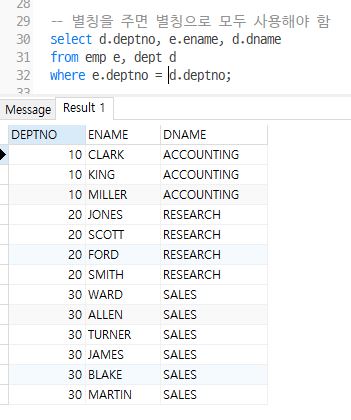 28
29 -- 별칭을 주면 별칭으로 모두 사용해야 함
30 select d.deptno, e.ename, d.dname
31 from emp e, dept d
32 where e.deptno = d.deptno;
Message Result 1
DEPTNO ENAME DNAME
10 CLARK ACCOUNTING
10 KING ACCOUNTING
10 MILLER ACCOUNTING
20 JONES RESEARCH
20 SCOTT RESEARCH
20 FORD RESEARCH
20 SMITH RESEARCH
30 WARD SALES
30 ALLEN SALES
30 TURNER SALES
30 JAMES SALES
30 BLAKE SALES
30 MARTIN SALES